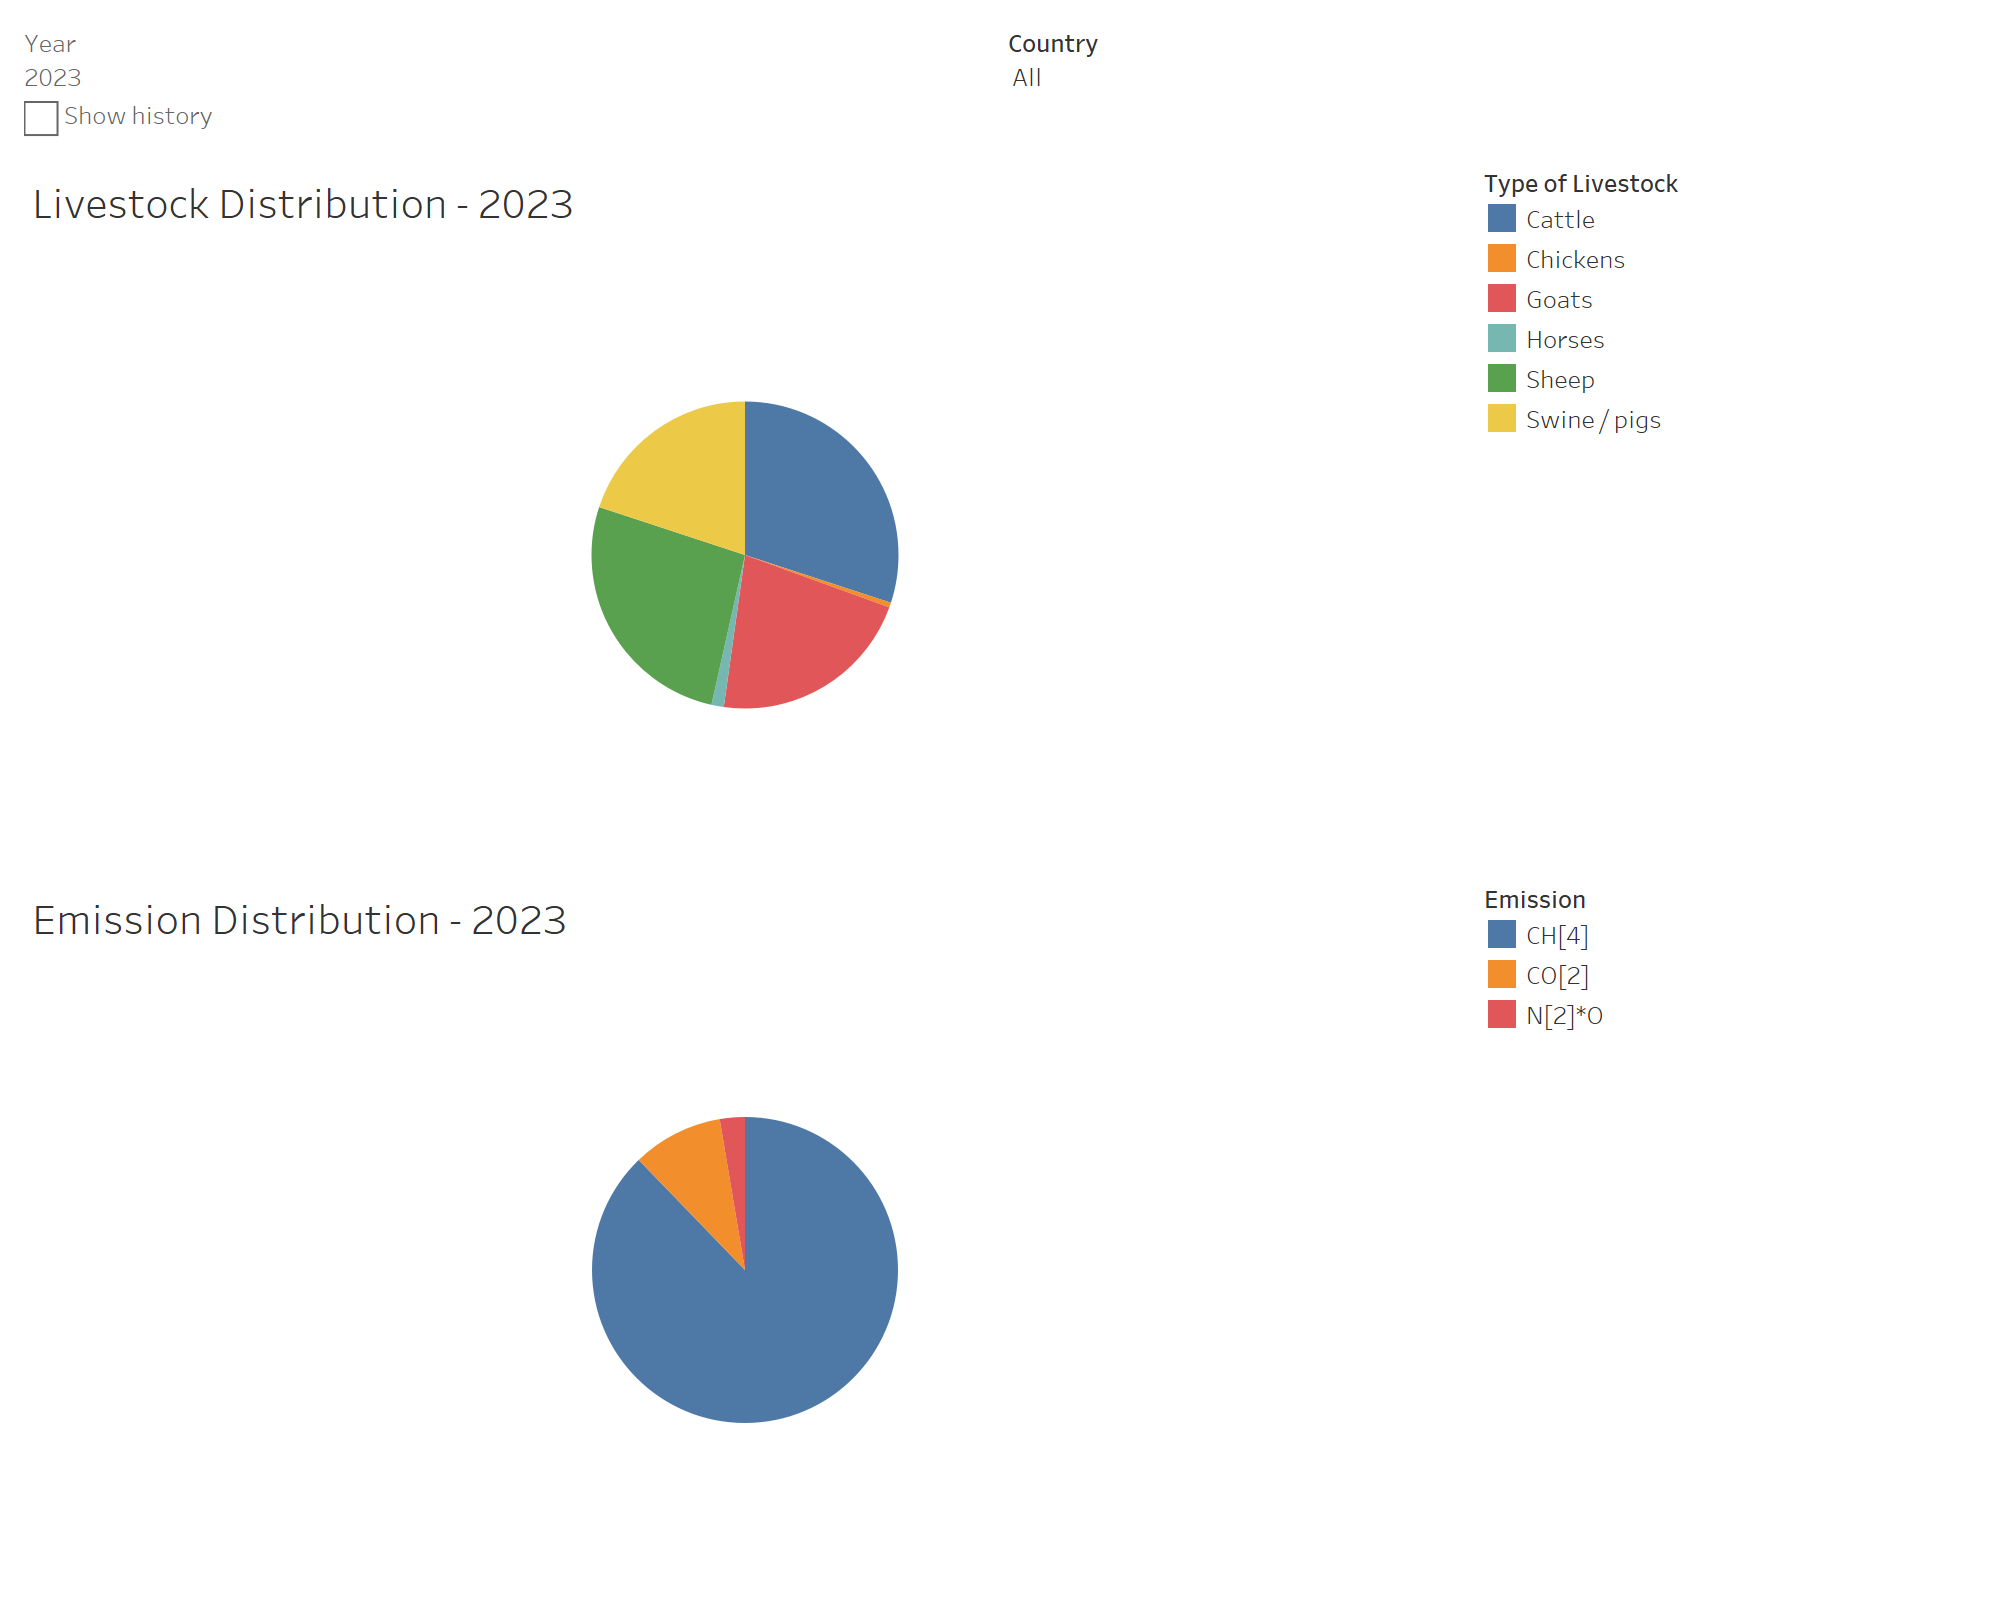 Year
2023
Show history
Country
All
Livestock Distribution - 2023
Type of Livestock
Cattle
Chickens
Goats
Horses
Sheep
Swine / pigs
Emission Distribution - 2023
Emission
CH[4]
CO[2]
N[2]*O